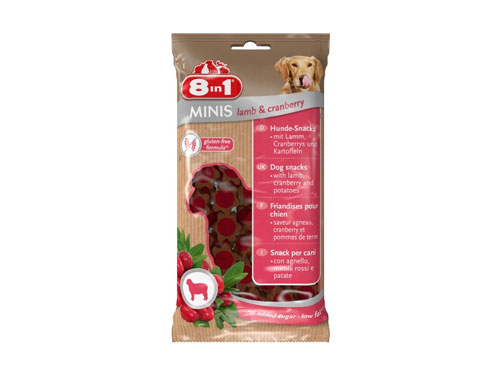 8in1
MINIS lamb & cranberry
gluten-free
formula
D Hunde-Snacks
• mit Lamm,
Cranberrys und
Kartoffeln
UK Dog snacks
• with lamb,
cranberry and
potatoes
F Friandises pour
chien
• saveur agneau,
cranberry et
pommes de terre
I Snack per cani
• con agnello,
mirtilli rossi e
patate
no added sugar - low fat